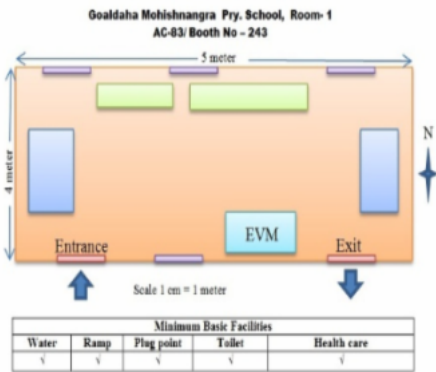 Goaldaha Mohishnangra Pry. School, Room- 1
AC-83/ Booth No – 243
5 meter
4 meter
N
EVM
Entrance
Exit
Scale 1 cm = 1 meter
Minimum Basic Facilities
Water Ramp Plug point Toilet Health care
√ √ √ √ √